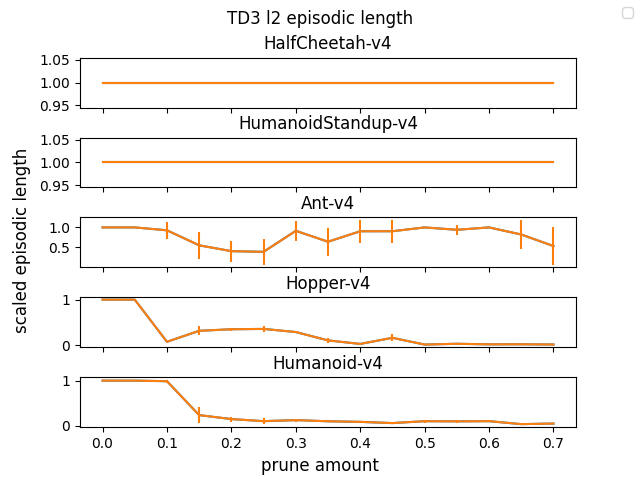 TD3 l2 episodic length
HalfCheetah-v4
1.05
1.00
0.95
HumanoidStandup-v4
1.05
1.00
0.95
Ant-v4
1.0
0.5
Hopper-v4
1
0
Humanoid-v4
1
0
0.0 0.1 0.2 0.3 0.4 0.5 0.6 0.7
prune amount
scaled episodic length